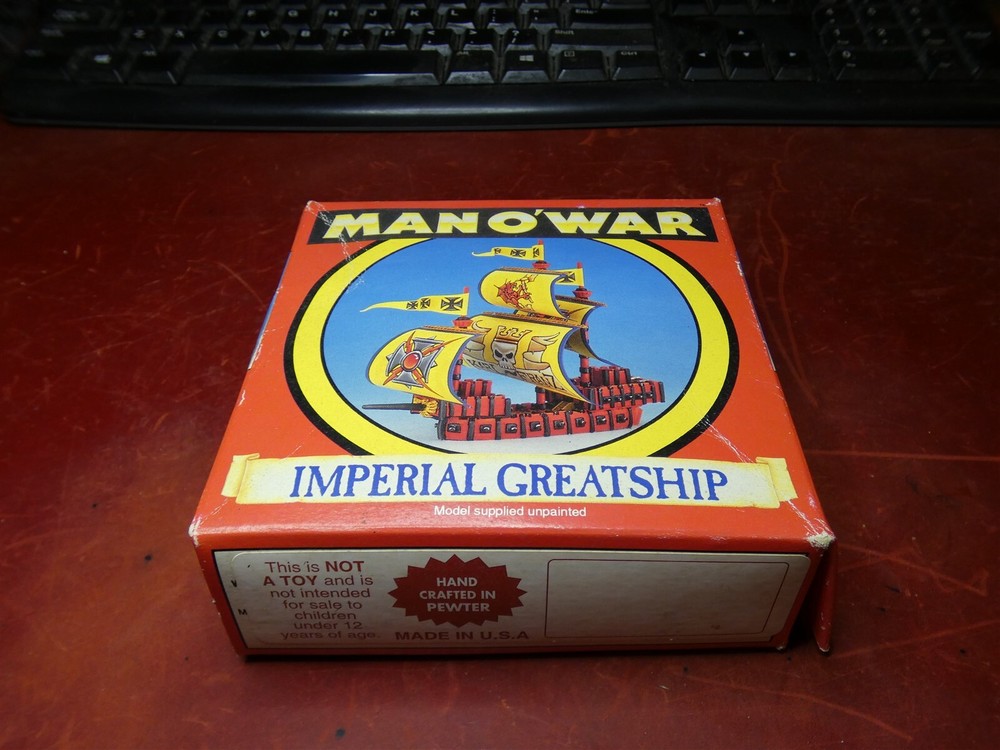 MAN O'WAR
IMPERIAL GREATSHIP
Model supplied unpainted
This is NOT
A TOY and is
not intended
for sale to
children
under 12
years of age.
HAND
CRAFTED IN
PEWTER
MADE IN U.S.A
V
M